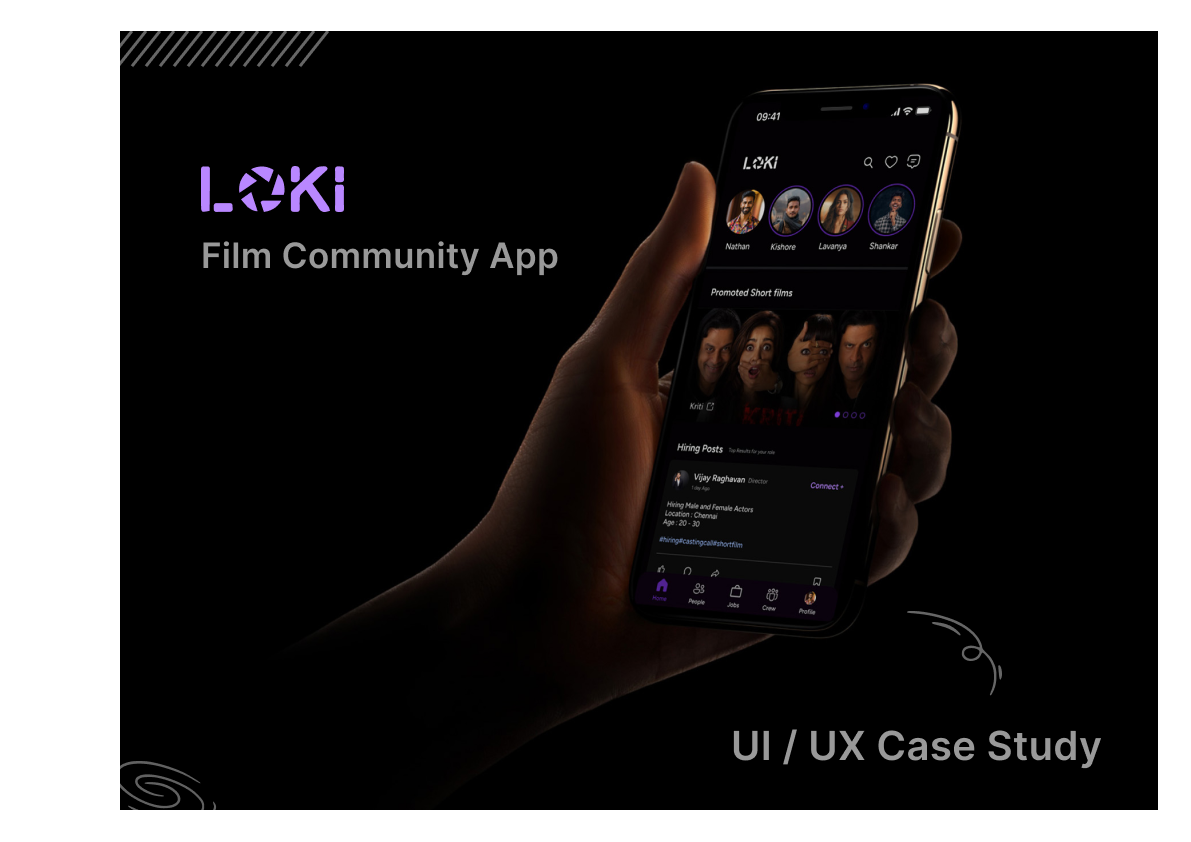 LOKI
Film Community App
09:41
LOKI
Nathan Kishore Lavanya Shankar
Promoted Short films
Kriti
KRITI
Hiring Posts Top Results for your role
Vijay Raghavan Director
1 day Ago
Connect +
Hiring Male and Female Actors
Location : Chennai
Age : 20 - 30
#hiring#castingcall#shortfilm
Home People Jobs Crew Profile
UI / UX Case Study